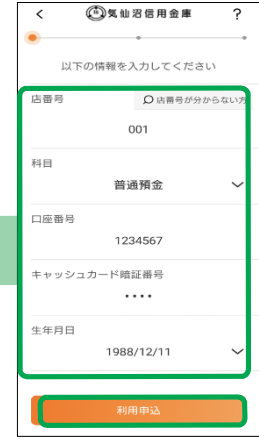 < 気仙沼信用金庫 ?
以下の情報を入力してください
店番号 店番号が分からない方
001
科目
普通預金
口座番号
1234567
キャッシュカード暗証番号
••••
生年月日
1988/12/11
利用申込